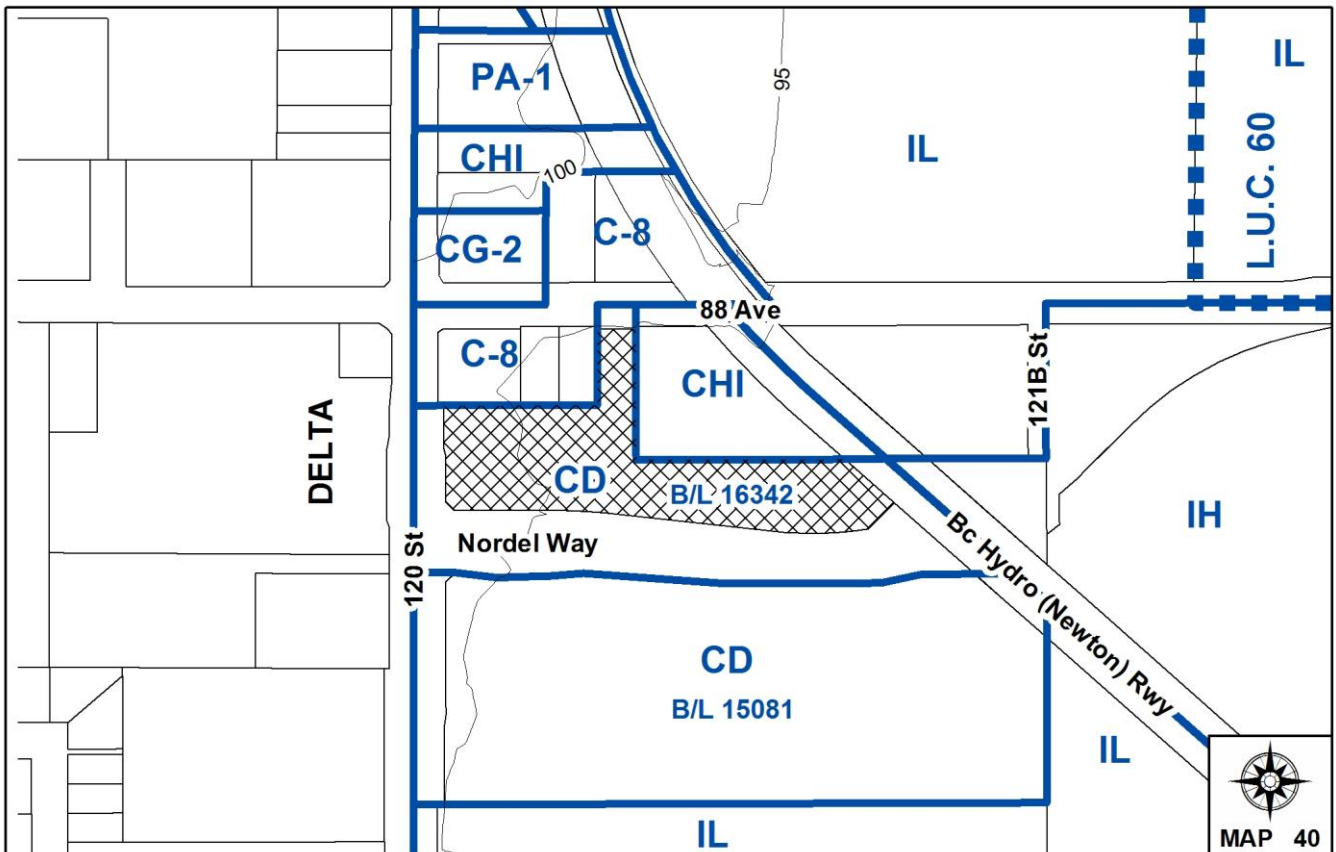 IL
95
PA-1
L.U.C. 60
IL
CHI
100
C-8
CG-2
88 Ave
C-8
121B St
CHI
DELTA
CD
B/L 16342
IH
Nordel Way
120 St
Bc Hydro (Newton) Rwy
CD
B/L 15081
IL
IL
MAP 40